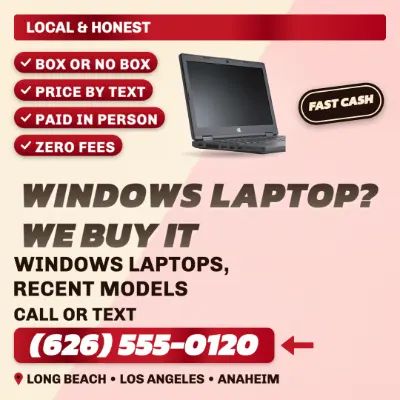 LOCAL & HONEST
BOX OR NO BOX
PRICE BY TEXT
PAID IN PERSON
ZERO FEES
FAST CASH
WINDOWS LAPTOP?
WE BUY IT
WINDOWS LAPTOPS,
RECENT MODELS
CALL OR TEXT
(626) 555-0120
LONG BEACH • LOS ANGELES • ANAHEIM